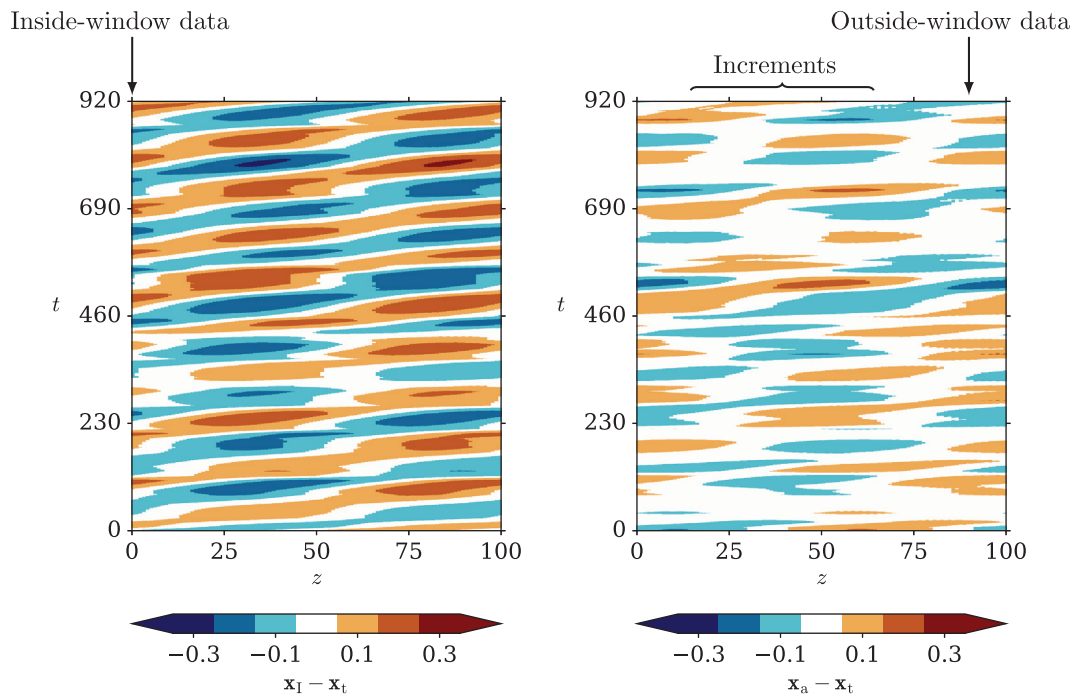 Inside-window data
Outside-window data
Increments
920
690
460
230
0
t
0 25 50 75 100
z
−0.3 −0.1 0.1 0.3
x_I − x_t
920
690
460
230
0
t
0 25 50 75 100
z
−0.3 −0.1 0.1 0.3
x_a − x_t